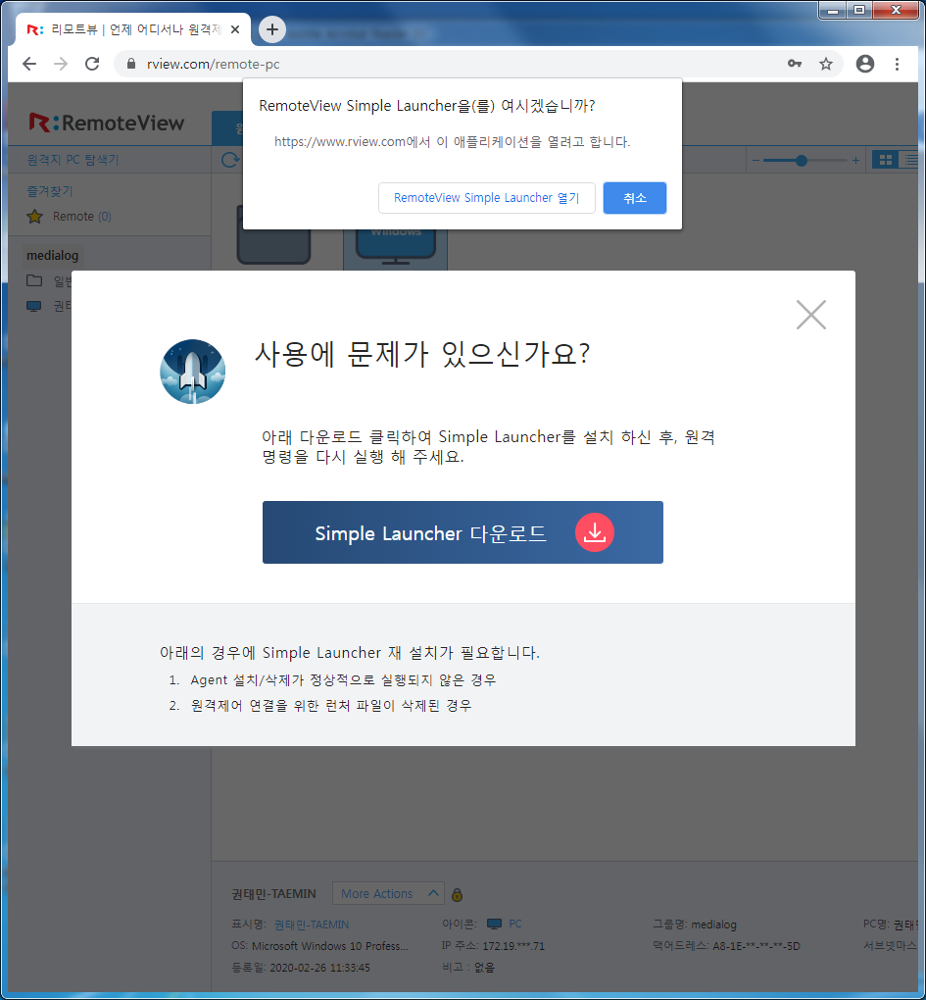 리모트뷰 | 언제 어디서나 원격제
rview.com/remote-pc
RemoteView Simple Launcher을(를) 여시겠습니까?
https://www.rview.com에서 이 애플리케이션을 열려고 합니다.
RemoteView Simple Launcher 열기
취소
R:RemoteView
원격지 PC 탐색기
즐겨찾기
Remote (0)
Windows
medialog
사용에 문제가 있으신가요?
아래 다운로드 클릭하여 Simple Launcher를 설치 하신 후, 원격
명령을 다시 실행 해 주세요.
Simple Launcher 다운로드
아래의 경우에 Simple Launcher 재 설치가 필요합니다.
1. Agent 설치/삭제가 정상적으로 실행되지 않은 경우
2. 원격제어 연결을 위한 런처 파일이 삭제된 경우
권태민-TAEMIN More Actions
표시명: 권태민-TAEMIN 아이콘: PC 그룹명: medialog PC명: 권태민
OS: Microsoft Windows 10 Profess... IP 주소: 172.19.***.71 맥어드레스: A8-1E-**-**-**-5D 서브넷마스
등록일: 2020-02-26 11:33:45 비고 : 없음